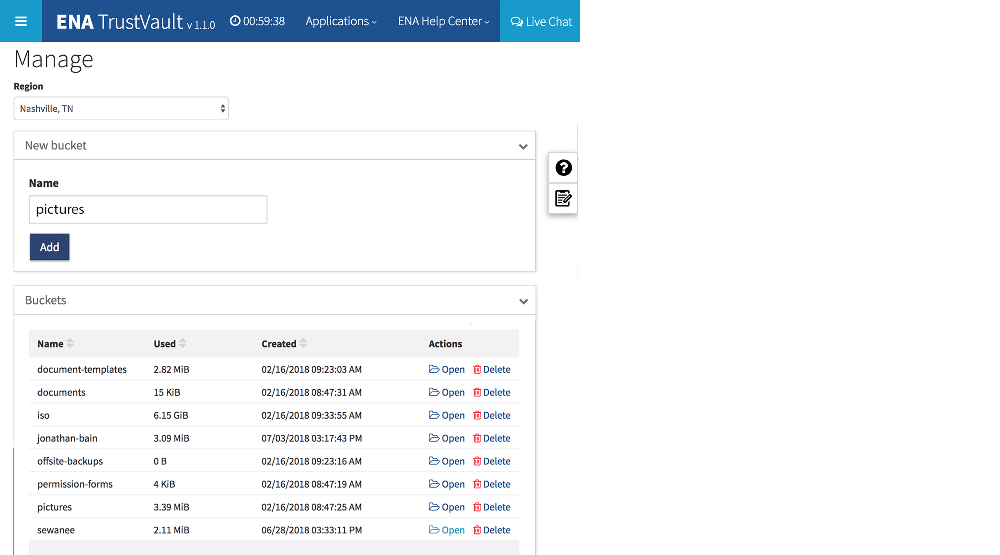 ENA TrustVault v 1.1.0 00:59:38 Applications ENA Help Center Live Chat
Manage
Region
Nashville, TN
New bucket
Name
pictures
Add
Buckets
Name Used Created Actions
document-templates 2.82 MiB 02/16/2018 09:23:03 AM Open Delete
documents 15 KiB 02/16/2018 08:47:31 AM Open Delete
iso 6.15 GiB 02/16/2018 09:33:55 AM Open Delete
jonathan-bain 3.09 MiB 07/03/2018 03:17:43 PM Open Delete
offsite-backups 0 B 02/16/2018 09:23:16 AM Open Delete
permission-forms 4 KiB 02/16/2018 08:47:19 AM Open Delete
pictures 3.39 MiB 02/16/2018 08:47:25 AM Open Delete
sewanee 2.11 MiB 06/28/2018 03:33:11 PM Open Delete